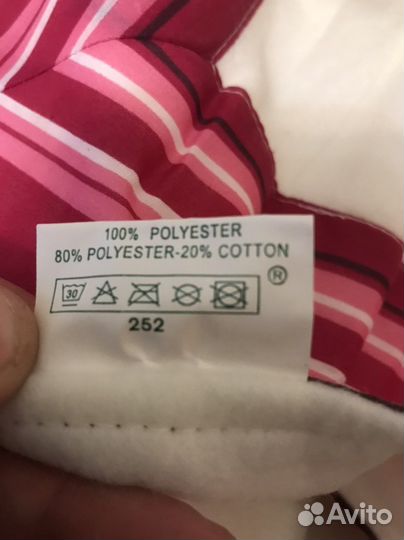 100% POLYESTER
80% POLYESTER-20% COTTON
30 ®
252
Avito